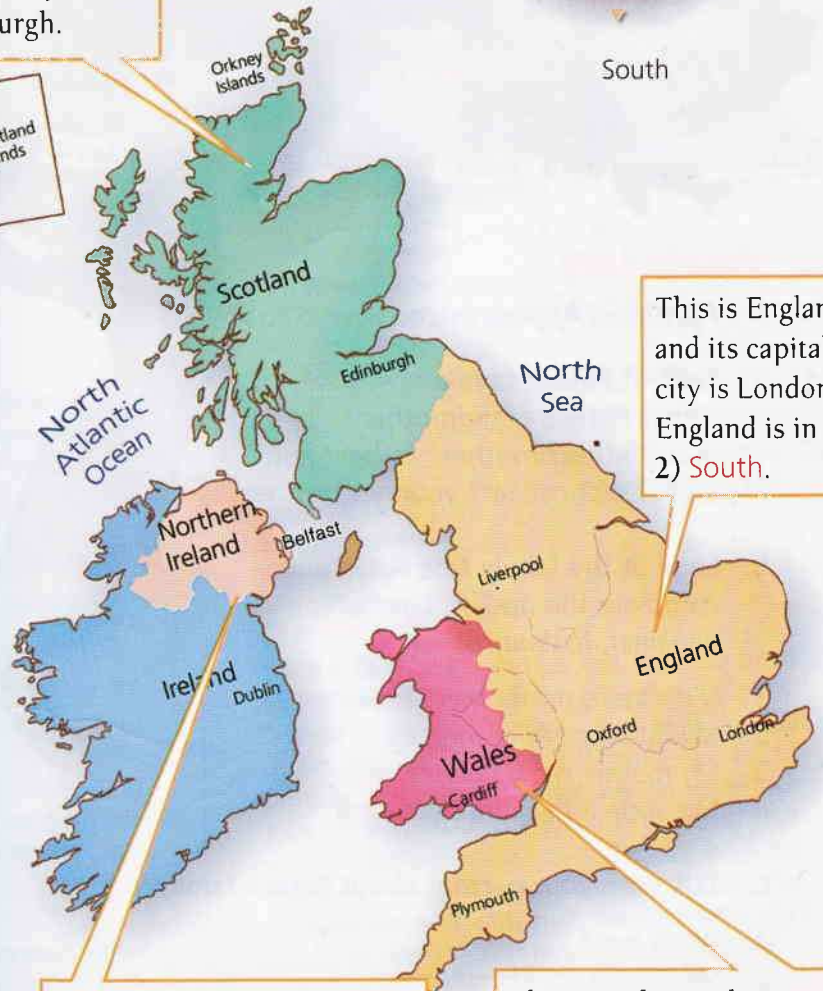 urgh.
South
Orkney
Islands
tland
nds
Scotland
Edinburgh
North
Sea
North
Atlantic
Ocean
This is Englan
and its capita
city is London
England is in
2) South.
Northern
Ireland
Belfast
Liverpool
England
Ireland
Dublin
Oxford
London
Wales
Cardiff
Plymouth